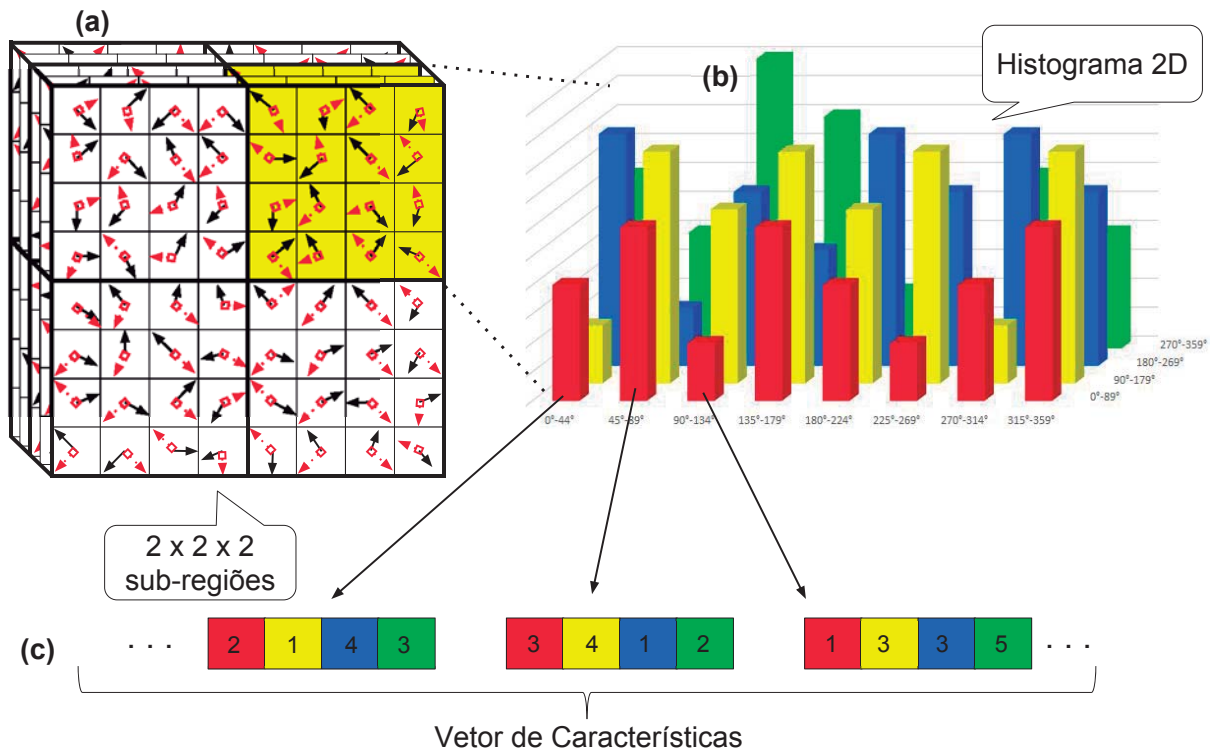 (a)
(b)
Histograma 2D
270°-359°
180°-269°
90°-179°
0°-89°
0°-44° 45°-89° 90°-134° 135°-179° 180°-224° 225°-269° 270°-314° 315°-359°
2 x 2 x 2
sub-regiões
(c)
. . . 2 1 4 3 3 4 1 2 1 3 3 5 . . .
Vetor de Características